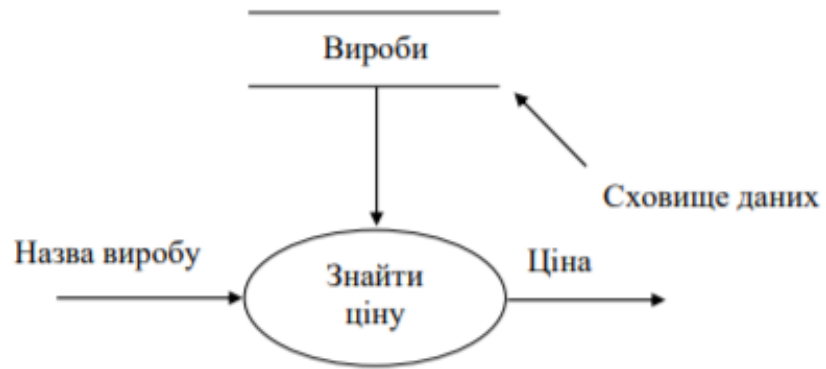 Вироби
Сховище даних
Назва виробу
Знайти
ціну
Ціна